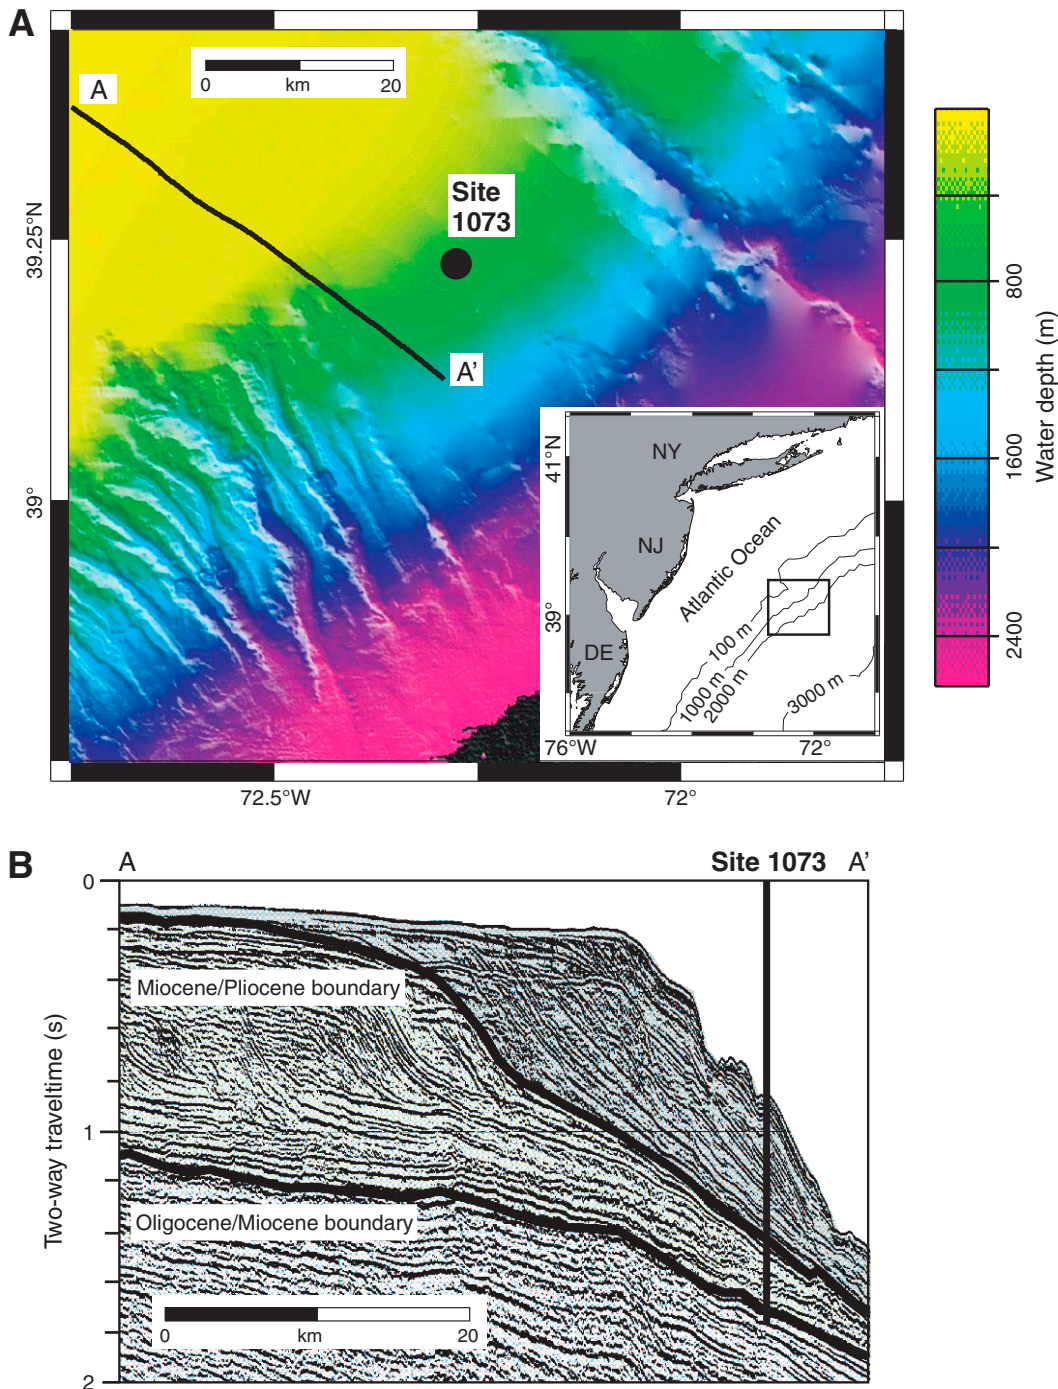 A
0 km 20
A
Site
1073
A'
39.25°N
39°
72.5°W
72°
800
1600
2400
Water depth (m)
NY
NJ
DE
Atlantic Ocean
100 m
1000 m
2000 m
3000 m
41°N
39°
76°W
72°
B
A
Site 1073
A'
0
1
2
Two-way traveltime (s)
Miocene/Pliocene boundary
Oligocene/Miocene boundary
0 km 20